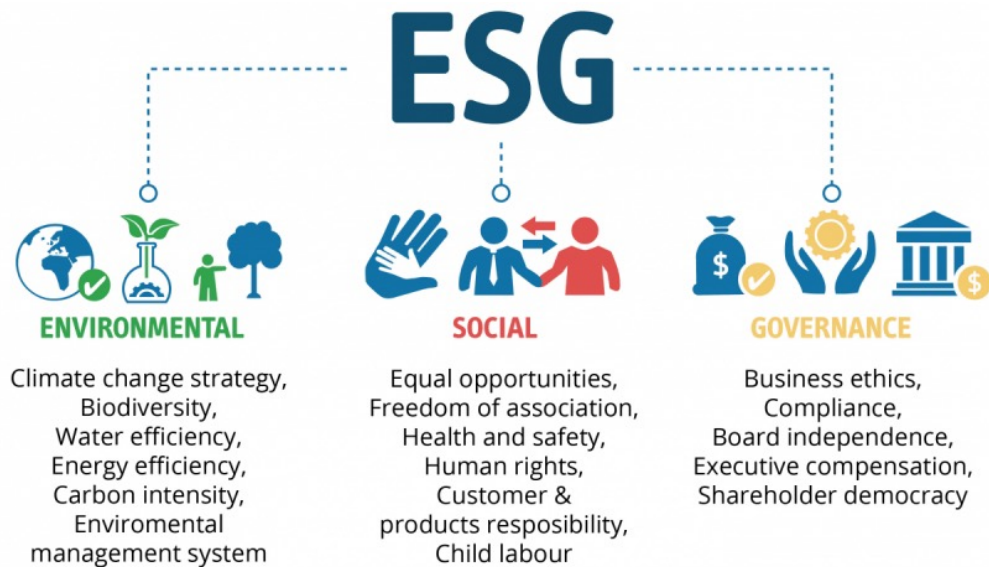 ESG
ENVIRONMENTAL
Climate change strategy,
Biodiversity,
Water efficiency,
Energy efficiency,
Carbon intensity,
Enviromental
management system
SOCIAL
Equal opportunities,
Freedom of association,
Health and safety,
Human rights,
Customer &
products resposibility,
Child labour
$
$
GOVERNANCE
Business ethics,
Compliance,
Board independence,
Executive compensation,
Shareholder democracy